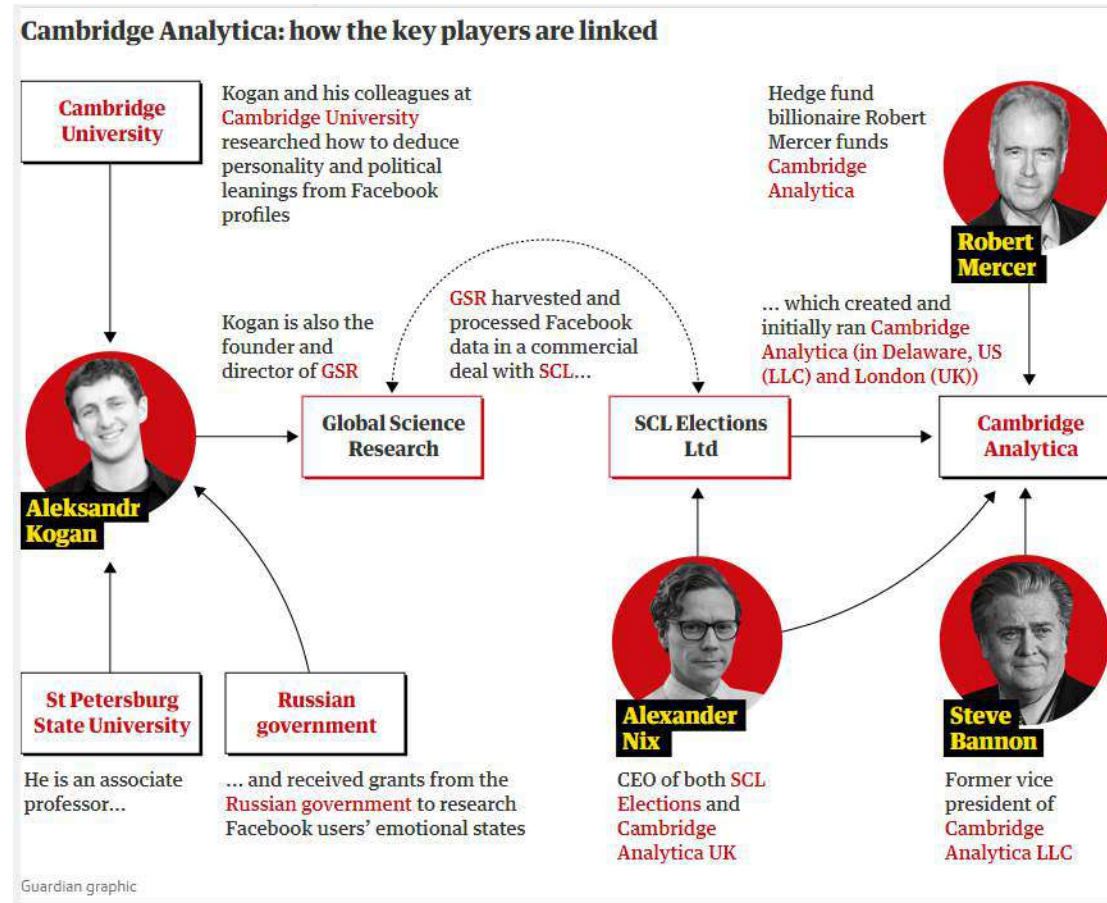 Cambridge Analytica: how the key players are linked
Cambridge
University
Kogan and his colleagues at
Cambridge University
researched how to deduce
personality and political
leanings from Facebook
profiles
Hedge fund
billionaire Robert
Mercer funds
Cambridge
Analytica
Robert
Mercer
Kogan is also the
founder and
director of GSR
GSR harvested and
processed Facebook
data in a commercial
deal with SCL...
... which created and
initially ran Cambridge
Analytica (in Delaware, US
(LLC) and London (UK))
Aleksandr
Kogan
Global Science
Research
SCL Elections
Ltd
Cambridge
Analytica
St Petersburg
State University
Russian
government
Alexander
Nix
Steve
Bannon
He is an associate
professor...
... and received grants from the
Russian government to research
Facebook users’ emotional states
CEO of both SCL
Elections and
Cambridge
Analytica UK
Former vice
president of
Cambridge
Analytica LLC
Guardian graphic